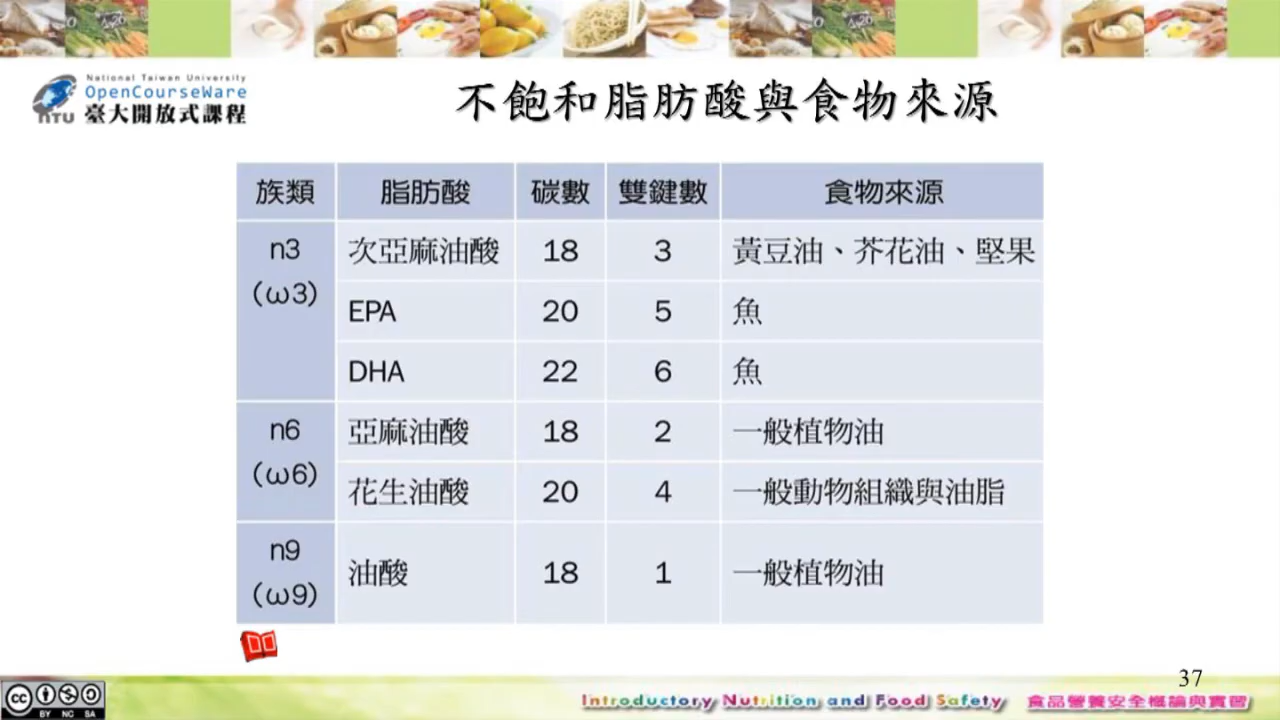 National Taiwan University
OpenCourseWare
NTU 臺大開放式課程
不飽和脂肪酸與食物來源
族類 脂肪酸 碳數 雙鍵數 食物來源
n3 (ω3) 次亞麻油酸 18 3 黃豆油、芥花油、堅果
EPA 20 5 魚
DHA 22 6 魚
n6 (ω6) 亞麻油酸 18 2 一般植物油
花生油酸 20 4 一般動物組織與油脂
n9 (ω9) 油酸 18 1 一般植物油
37
cc BY NC SA
Introductory Nutrition and Food Safety 食品營養安全概論與實習